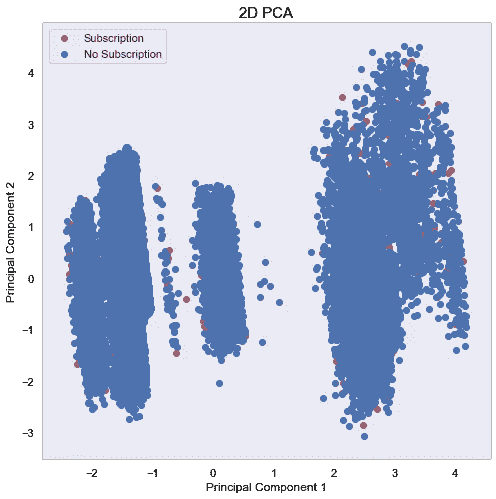 2D PCA
Subscription
No Subscription
4
3
2
1
0
−1
−2
−3
Principal Component 2
−2 −1 0 1 2 3 4
Principal Component 1